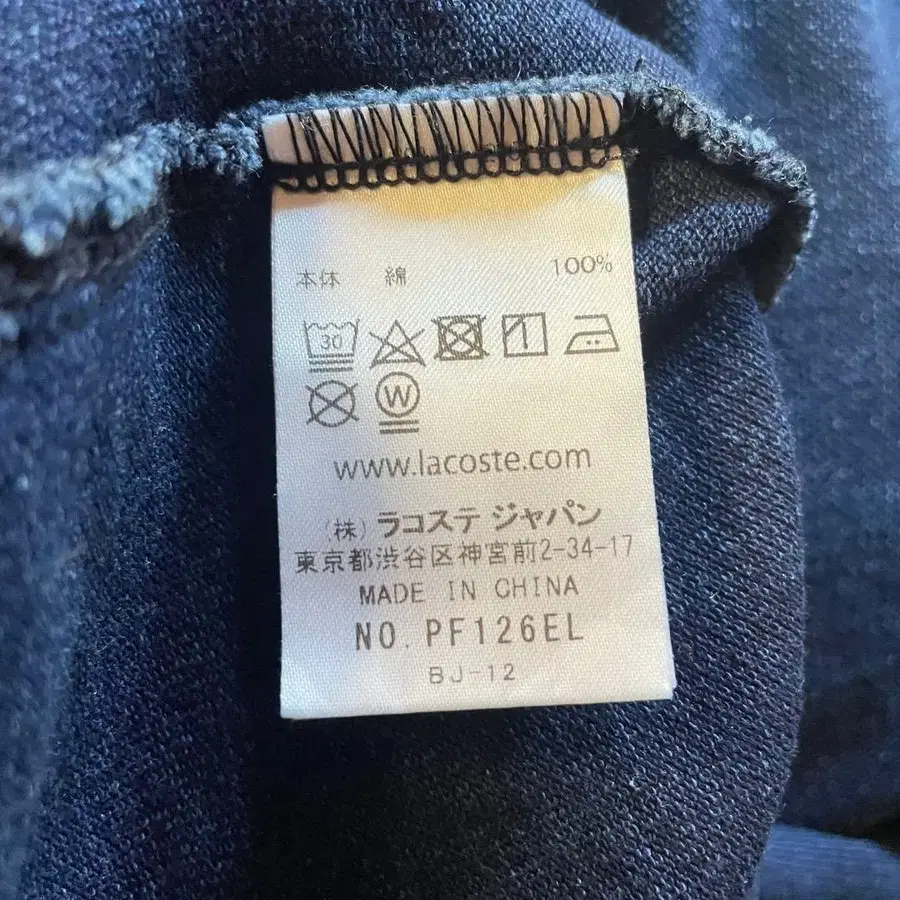 本体 綿 100%
30
W
www.lacoste.com
(株) ラコステ ジャパン
東京都渋谷区神宮前2-34-17
MADE IN CHINA
NO. PF126EL
BJ-12